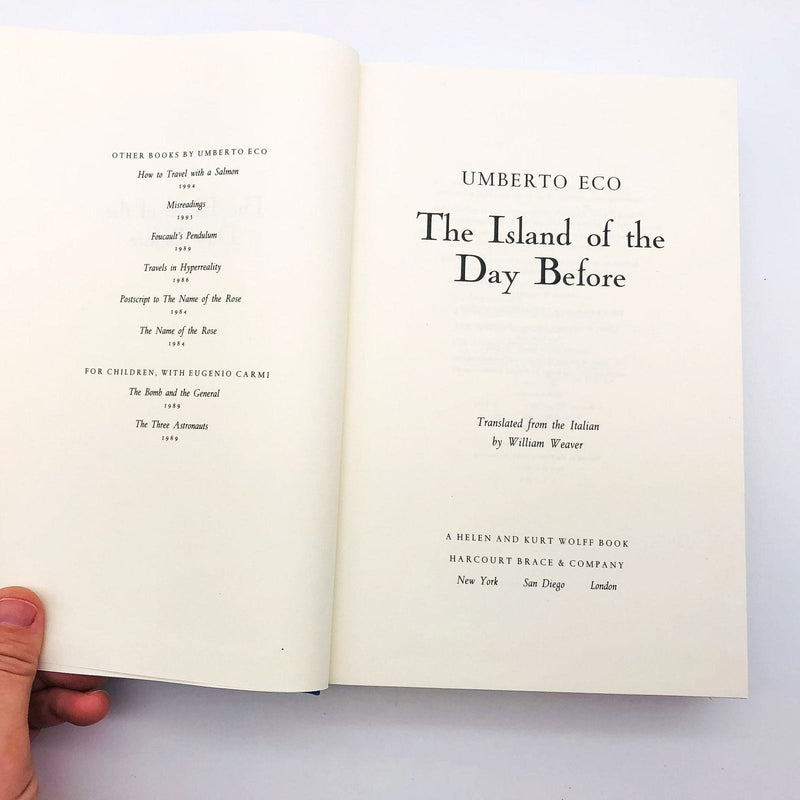 OTHER BOOKS BY UMBERTO ECO
How to Travel with a Salmon
1994
Misreadings
1993
Foucault's Pendulum
1989
Travels in Hyperreality
1986
Postscript to The Name of the Rose
1984
The Name of the Rose
1984
FOR CHILDREN, WITH EUGENIO CARMI
The Bomb and the General
1989
The Three Astronauts
1989
UMBERTO ECO
The Island of the
Day Before
Translated from the Italian
by William Weaver
A HELEN AND KURT WOLFF BOOK
HARCOURT BRACE & COMPANY
New York San Diego London